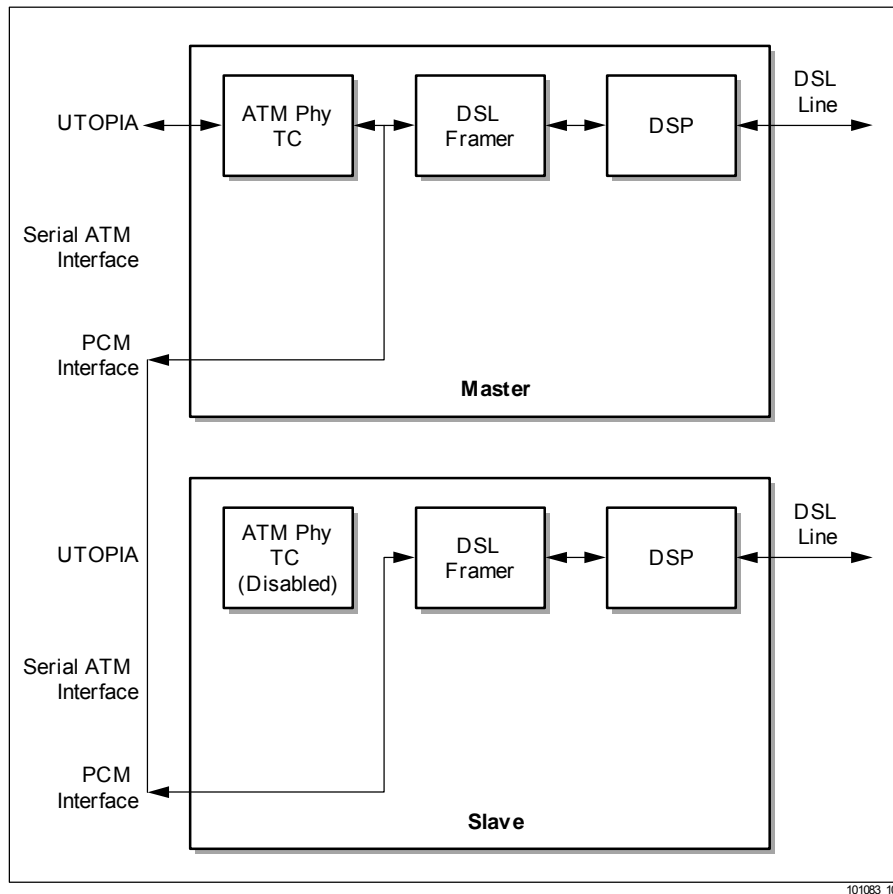 UTOPIA
ATM Phy
TC
DSL
Framer
DSP
DSL
Line
Serial ATM
Interface
PCM
Interface
Master
UTOPIA
ATM Phy
TC
(Disabled)
DSL
Framer
DSP
DSL
Line
Serial ATM
Interface
PCM
Interface
Slave